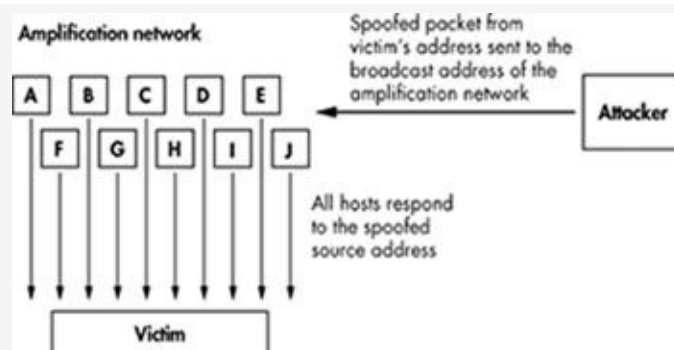 Amplification network
Spoofed packet from
victim's address sent to the
broadcast address of the
amplification network
A B C D E
Attacker
F G H I J
All hosts respond
to the spoofed
source address
Victim